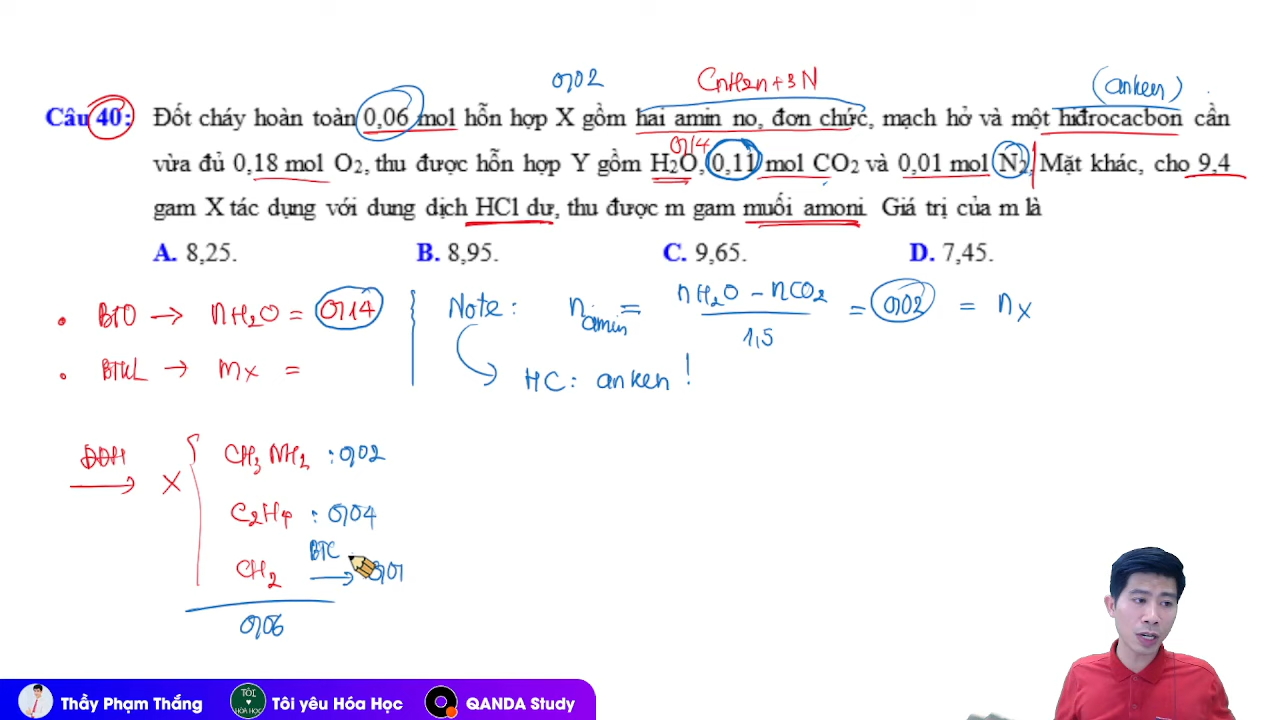 0,02 CnH2n+3N (anken)
Câu 40: Đốt cháy hoàn toàn 0,06 mol hỗn hợp X gồm hai amin no, đơn chức, mạch hở và một hiđrocacbon cần
0,14
vừa đủ 0,18 mol O2, thu được hỗn hợp Y gồm H2O, 0,11 mol CO2 và 0,01 mol N2. Mặt khác, cho 9,4
gam X tác dụng với dung dịch HCl dư, thu được m gam muối amoni. Giá trị của m là
A. 8,25. B. 8,95. C. 9,65. D. 7,45.
• BTO → nH2O = 0,14 Note: n amin = nH2O - nCO2 / 1,5 = 0,02 = nX
• BTKL → mX = HC: anken!
ĐĐH → X
CH3NH2 : 0,02
C2H4 : 0,04
CH2 BTC → 0,01
0,06
Thầy Phạm Thắng TÔI ♥ HÓA HỌC Tôi yêu Hóa Học QANDA Study